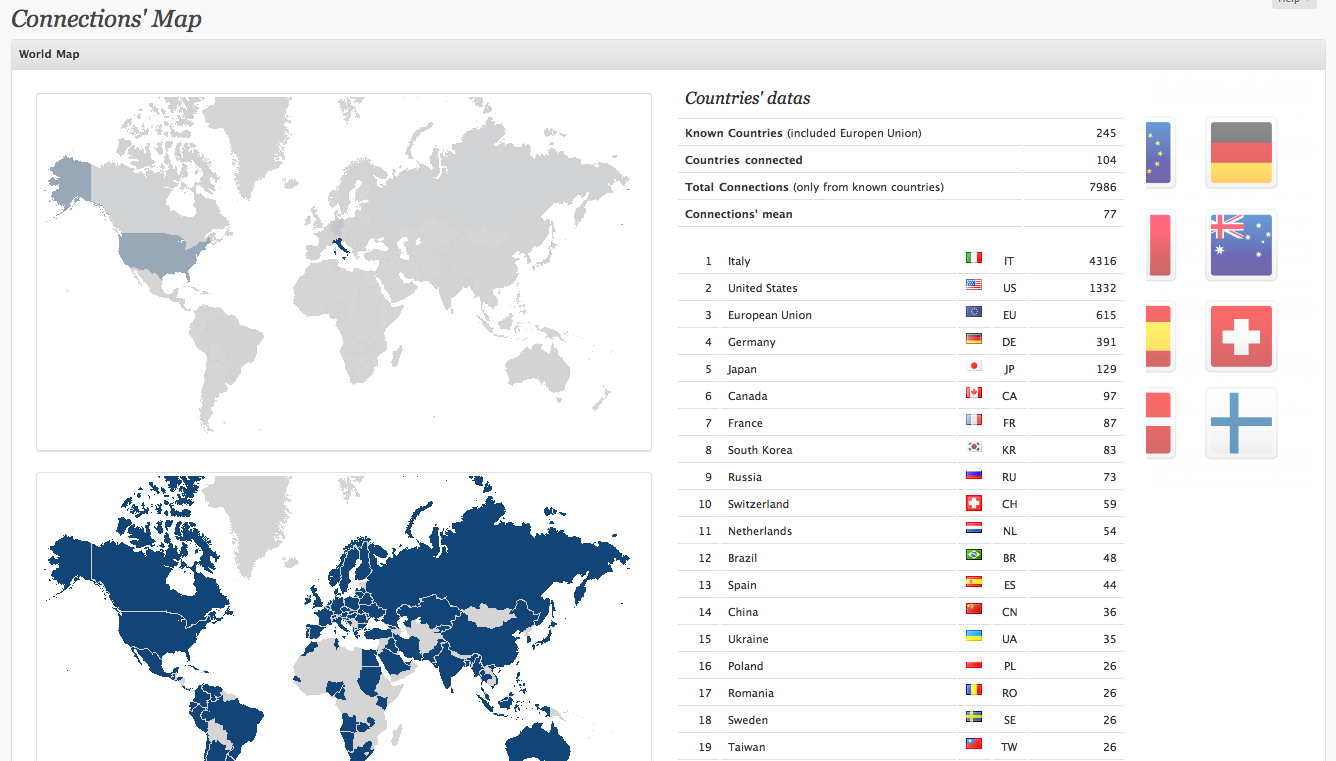 Help
Connections' Map
World Map
Countries' datas
Known Countries (included Europen Union) 245
Countries connected 104
Total Connections (only from known countries) 7986
Connections' mean 77
1 Italy IT 4316
2 United States US 1332
3 European Union EU 615
4 Germany DE 391
5 Japan JP 129
6 Canada CA 97
7 France FR 87
8 South Korea KR 83
9 Russia RU 73
10 Switzerland CH 59
11 Netherlands NL 54
12 Brazil BR 48
13 Spain ES 44
14 China CN 36
15 Ukraine UA 35
16 Poland PL 26
17 Romania RO 26
18 Sweden SE 26
19 Taiwan TW 26